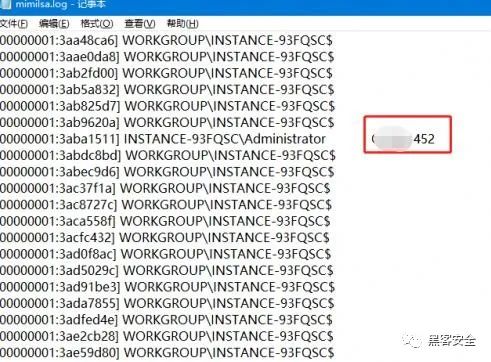 mimilsa.log - 记事本
文件(F) 编辑(E) 格式(O) 查看(V) 帮助(H)
00000001:3aa48ca6] WORKGROUP\INSTANCE-93FQSC$
00000001:3aae0da8] WORKGROUP\INSTANCE-93FQSC$
00000001:3ab2fd00] WORKGROUP\INSTANCE-93FQSC$
00000001:3ab5a832] WORKGROUP\INSTANCE-93FQSC$
00000001:3ab825d7] WORKGROUP\INSTANCE-93FQSC$
00000001:3ab9620a] WORKGROUP\INSTANCE-93FQSC$
00000001:3aba1511] INSTANCE-93FQSC\Administrator 452
00000001:3abdc8bd] WORKGROUP\INSTANCE-93FQSC$
00000001:3abec9d6] WORKGROUP\INSTANCE-93FQSC$
00000001:3ac37f1a] WORKGROUP\INSTANCE-93FQSC$
00000001:3ac8727c] WORKGROUP\INSTANCE-93FQSC$
00000001:3aca558f] WORKGROUP\INSTANCE-93FQSC$
00000001:3acfc432] WORKGROUP\INSTANCE-93FQSC$
00000001:3ad0f8ac] WORKGROUP\INSTANCE-93FQSC$
00000001:3ad5029c] WORKGROUP\INSTANCE-93FQSC$
00000001:3ad91be3] WORKGROUP\INSTANCE-93FQSC$
00000001:3ada7855] WORKGROUP\INSTANCE-93FQSC$
00000001:3adfed4e] WORKGROUP\INSTANCE-93FQSC$
00000001:3ae2cb28] WORKGROUP\INSTANCE-93FQSC$
00000001:3ae59d80] WORKGROUP\INSTANCE-93FQSC$
黑客安全